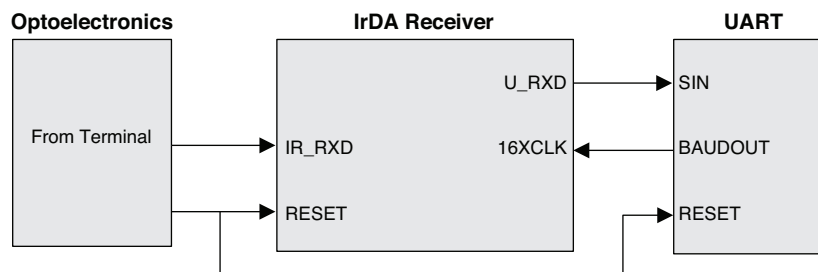 Optoelectronics
IrDA Receiver
UART
From Terminal
IR_RXD
RESET
U_RXD
16XCLK
SIN
BAUDOUT
RESET